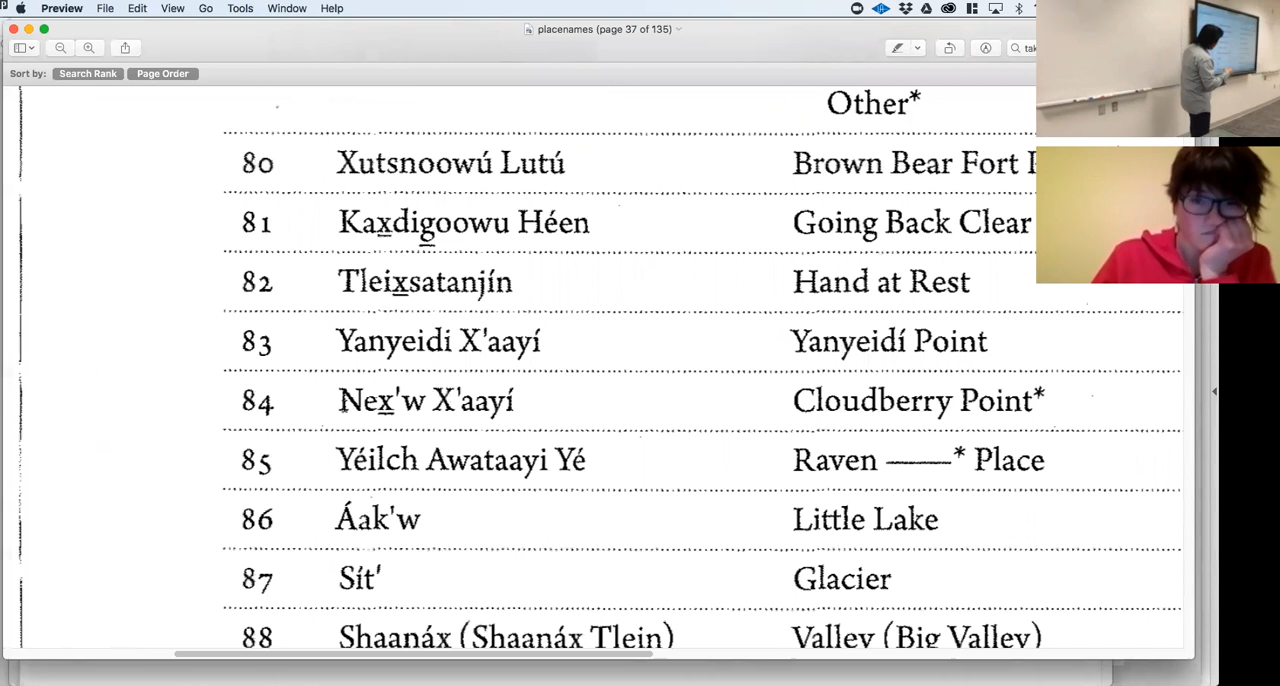 Preview File Edit View Go Tools Window Help
placenames (page 37 of 135)
Sort by: Search Rank Page Order
Other*
80 Xutsnoowú Lutú Brown Bear Fort
81 Kax̲dig̲oowu Héen Going Back Clear
82 Tleix̲satanjín Hand at Rest
83 Yanyeidi X'aayí Yanyeidí Point
84 Nex̲'w X'aayí Cloudberry Point*
85 Yéilch Awataayi Yé Raven ——* Place
86 Áak'w Little Lake
87 Sít' Glacier
88 Shaanáx (Shaanáx Tlein) Valley (Big Valley)